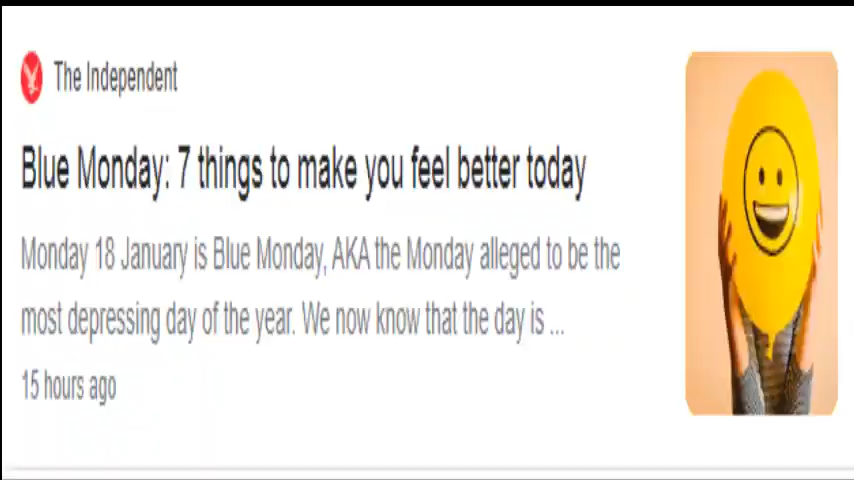 The Independent
Blue Monday: 7 things to make you feel better today
Monday 18 January is Blue Monday, AKA the Monday alleged to be the
most depressing day of the year. We now know that the day is ...
15 hours ago